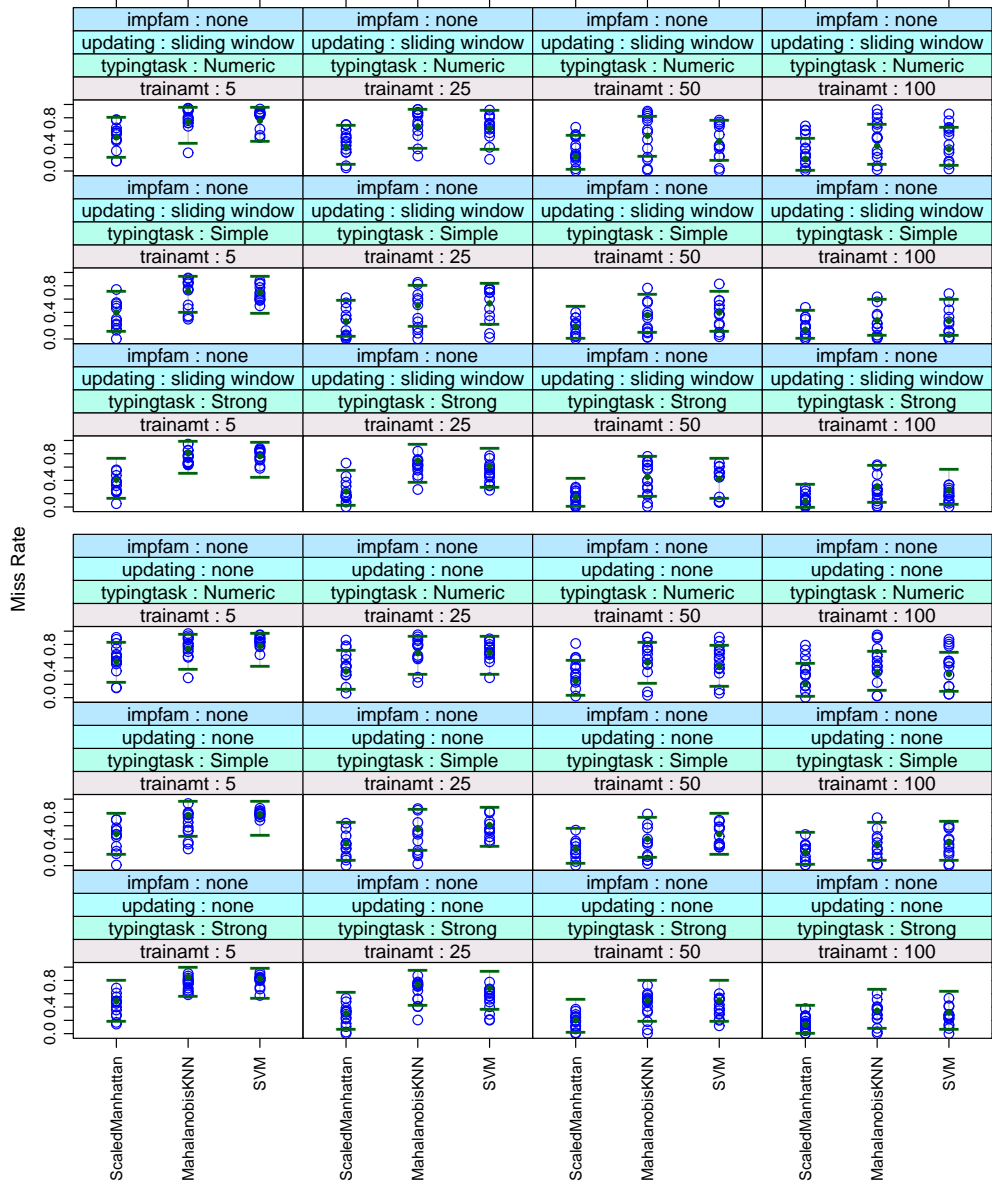 impfam : none impfam : none impfam : none impfam : none
updating : sliding window updating : sliding window updating : sliding window updating : sliding window
typingtask : Numeric typingtask : Numeric typingtask : Numeric typingtask : Numeric
trainamt : 5 trainamt : 25 trainamt : 50 trainamt : 100
0.0 0.4 0.8
impfam : none impfam : none impfam : none impfam : none
updating : sliding window updating : sliding window updating : sliding window updating : sliding window
typingtask : Simple typingtask : Simple typingtask : Simple typingtask : Simple
trainamt : 5 trainamt : 25 trainamt : 50 trainamt : 100
0.0 0.4 0.8
impfam : none impfam : none impfam : none impfam : none
updating : sliding window updating : sliding window updating : sliding window updating : sliding window
typingtask : Strong typingtask : Strong typingtask : Strong typingtask : Strong
trainamt : 5 trainamt : 25 trainamt : 50 trainamt : 100
0.0 0.4 0.8
Miss Rate
impfam : none impfam : none impfam : none impfam : none
updating : none updating : none updating : none updating : none
typingtask : Numeric typingtask : Numeric typingtask : Numeric typingtask : Numeric
trainamt : 5 trainamt : 25 trainamt : 50 trainamt : 100
0.0 0.4 0.8
impfam : none impfam : none impfam : none impfam : none
updating : none updating : none updating : none updating : none
typingtask : Simple typingtask : Simple typingtask : Simple typingtask : Simple
trainamt : 5 trainamt : 25 trainamt : 50 trainamt : 100
0.0 0.4 0.8
impfam : none impfam : none impfam : none impfam : none
updating : none updating : none updating : none updating : none
typingtask : Strong typingtask : Strong typingtask : Strong typingtask : Strong
trainamt : 5 trainamt : 25 trainamt : 50 trainamt : 100
0.0 0.4 0.8
ScaledManhattan MahalanobisKNN SVM ScaledManhattan MahalanobisKNN SVM ScaledManhattan MahalanobisKNN SVM ScaledManhattan MahalanobisKNN SVM